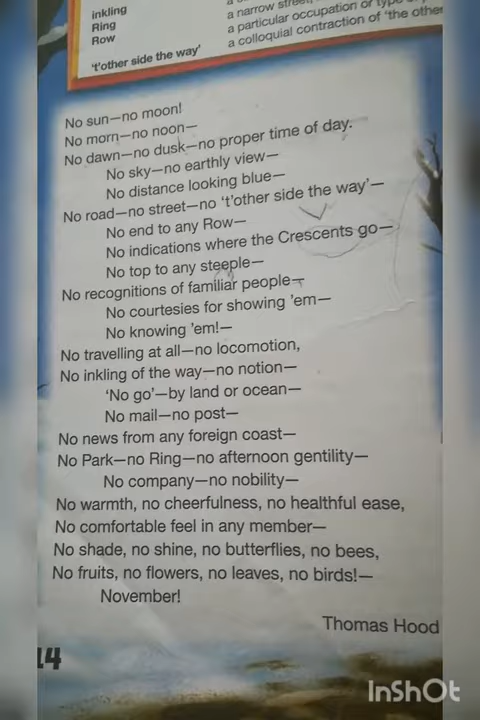 inkling
Ring
Row
't'other side the way'
a narrow street,
a particular occupation or type of
a colloquial contraction of 'the other
No sun—no moon!
No morn—no noon—
No dawn—no dusk—no proper time of day.
No sky—no earthly view—
No distance looking blue—
No road—no street—no 't'other side the way'—
No end to any Row—
No indications where the Crescents go—
No top to any steeple—
No recognitions of familiar people—
No courtesies for showing 'em—
No knowing 'em!—
No travelling at all—no locomotion,
No inkling of the way—no notion—
'No go'—by land or ocean—
No mail—no post—
No news from any foreign coast—
No Park—no Ring—no afternoon gentility—
No company—no nobility—
No warmth, no cheerfulness, no healthful ease,
No comfortable feel in any member—
No shade, no shine, no butterflies, no bees,
No fruits, no flowers, no leaves, no birds!—
November!
Thomas Hood
14
InShOt